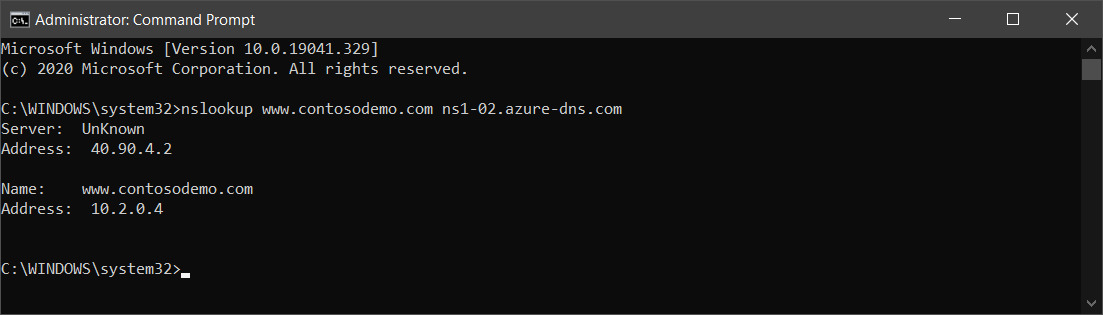 Administrator: Command Prompt
Microsoft Windows [Version 10.0.19041.329]
(c) 2020 Microsoft Corporation. All rights reserved.
C:\WINDOWS\system32>nslookup www.contosodemo.com ns1-02.azure-dns.com
Server:  UnKnown
Address:  40.90.4.2
Name:    www.contosodemo.com
Address:  10.2.0.4
C:\WINDOWS\system32>